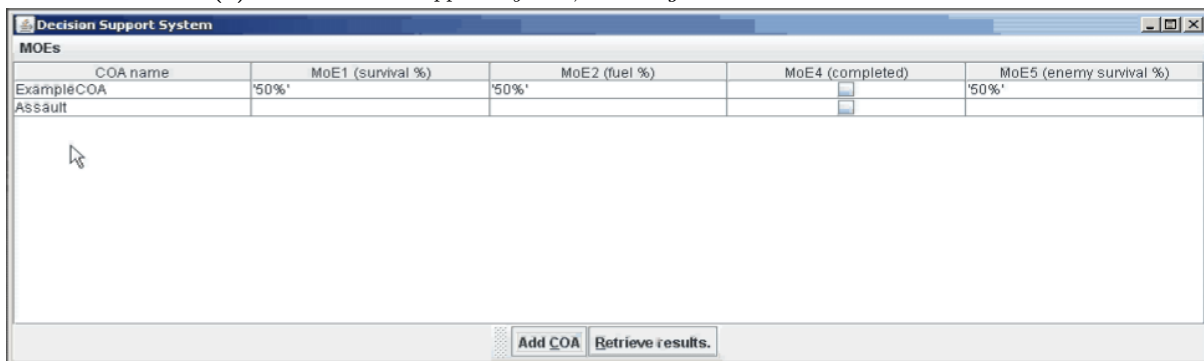 Decision Support System
MOEs
COA name MoE1 (survival %) MoE2 (fuel %) MoE4 (completed) MoE5 (enemy survival %)
ExampleCOA '50%' '50%' '50%'
Assault
Add COA Retrieve results.